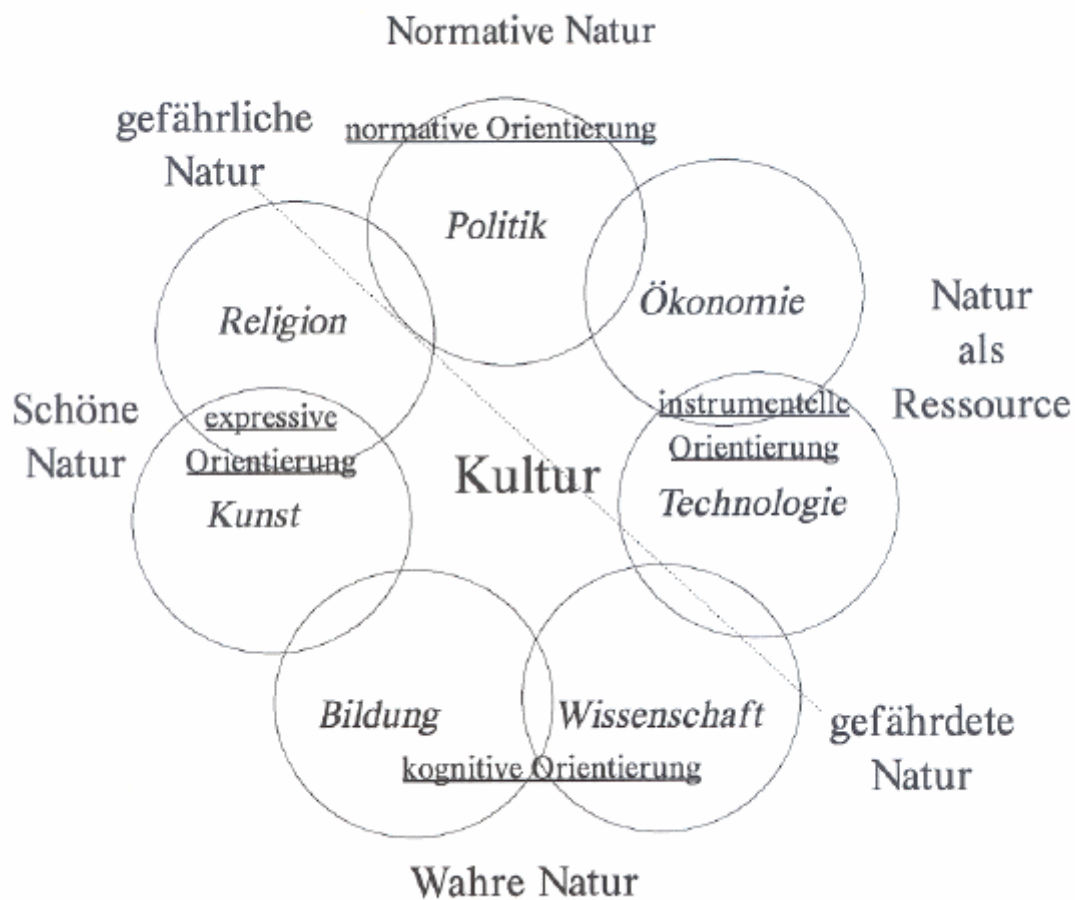 Normative Natur
gefährliche
Natur
normative Orientierung
Politik
Religion
Ökonomie
Natur
als
Ressource
Schöne
Natur
expressive
Orientierung
Kunst
instrumentelle
Orientierung
Technologie
Kultur
Bildung
Wissenschaft
kognitive Orientierung
gefährdete
Natur
Wahre Natur